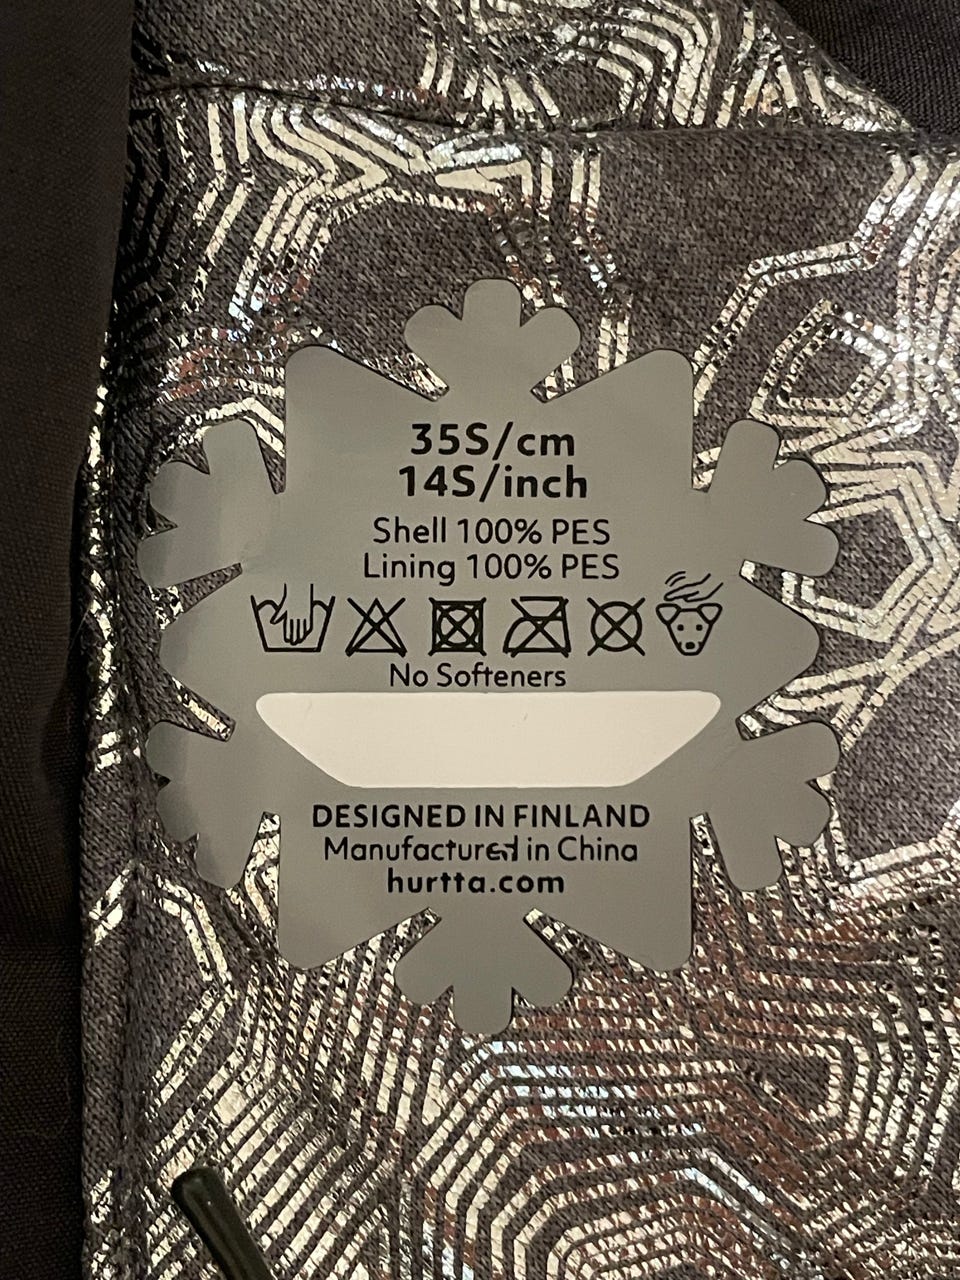 35S/cm
14S/inch
Shell 100% PES
Lining 100% PES
No Softeners
DESIGNED IN FINLAND
Manufactured in China
hurtta.com